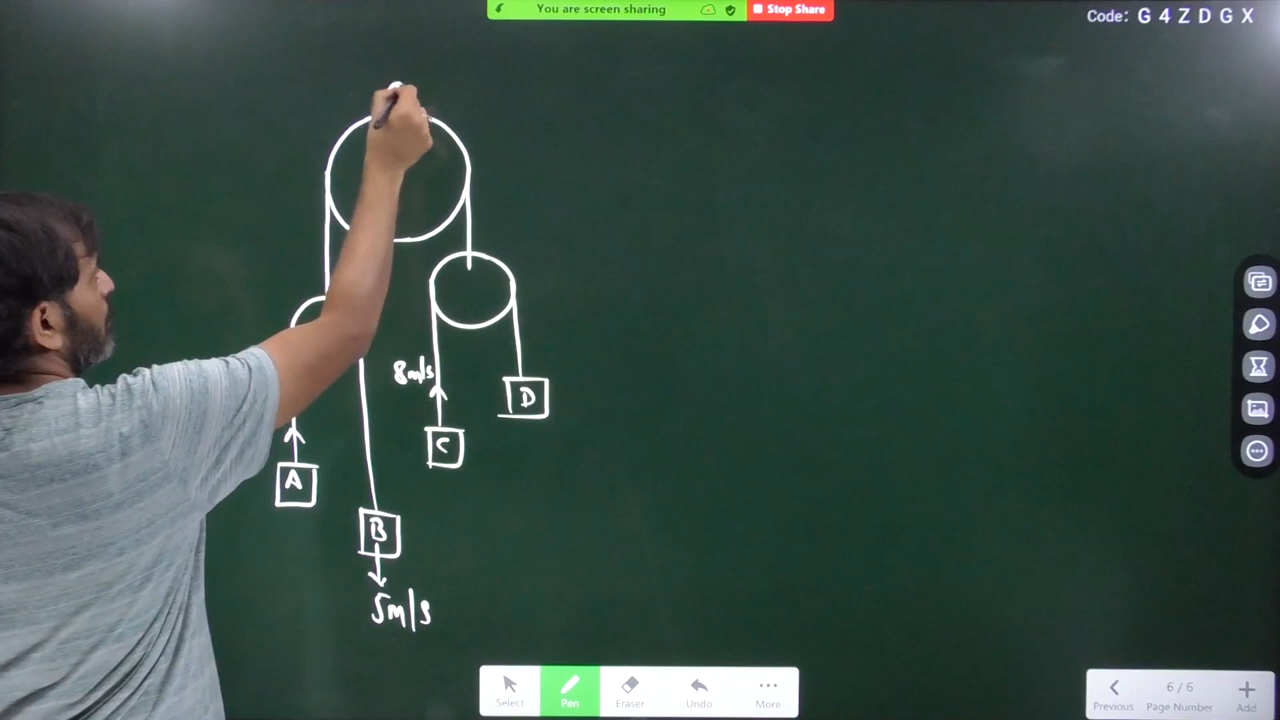 You are screen sharing Stop Share
Code: G 4 Z D G X
8m/s
D
C
A
B
5m/s
Select Pen Eraser Undo More
6 / 6
Previous Page Number Add